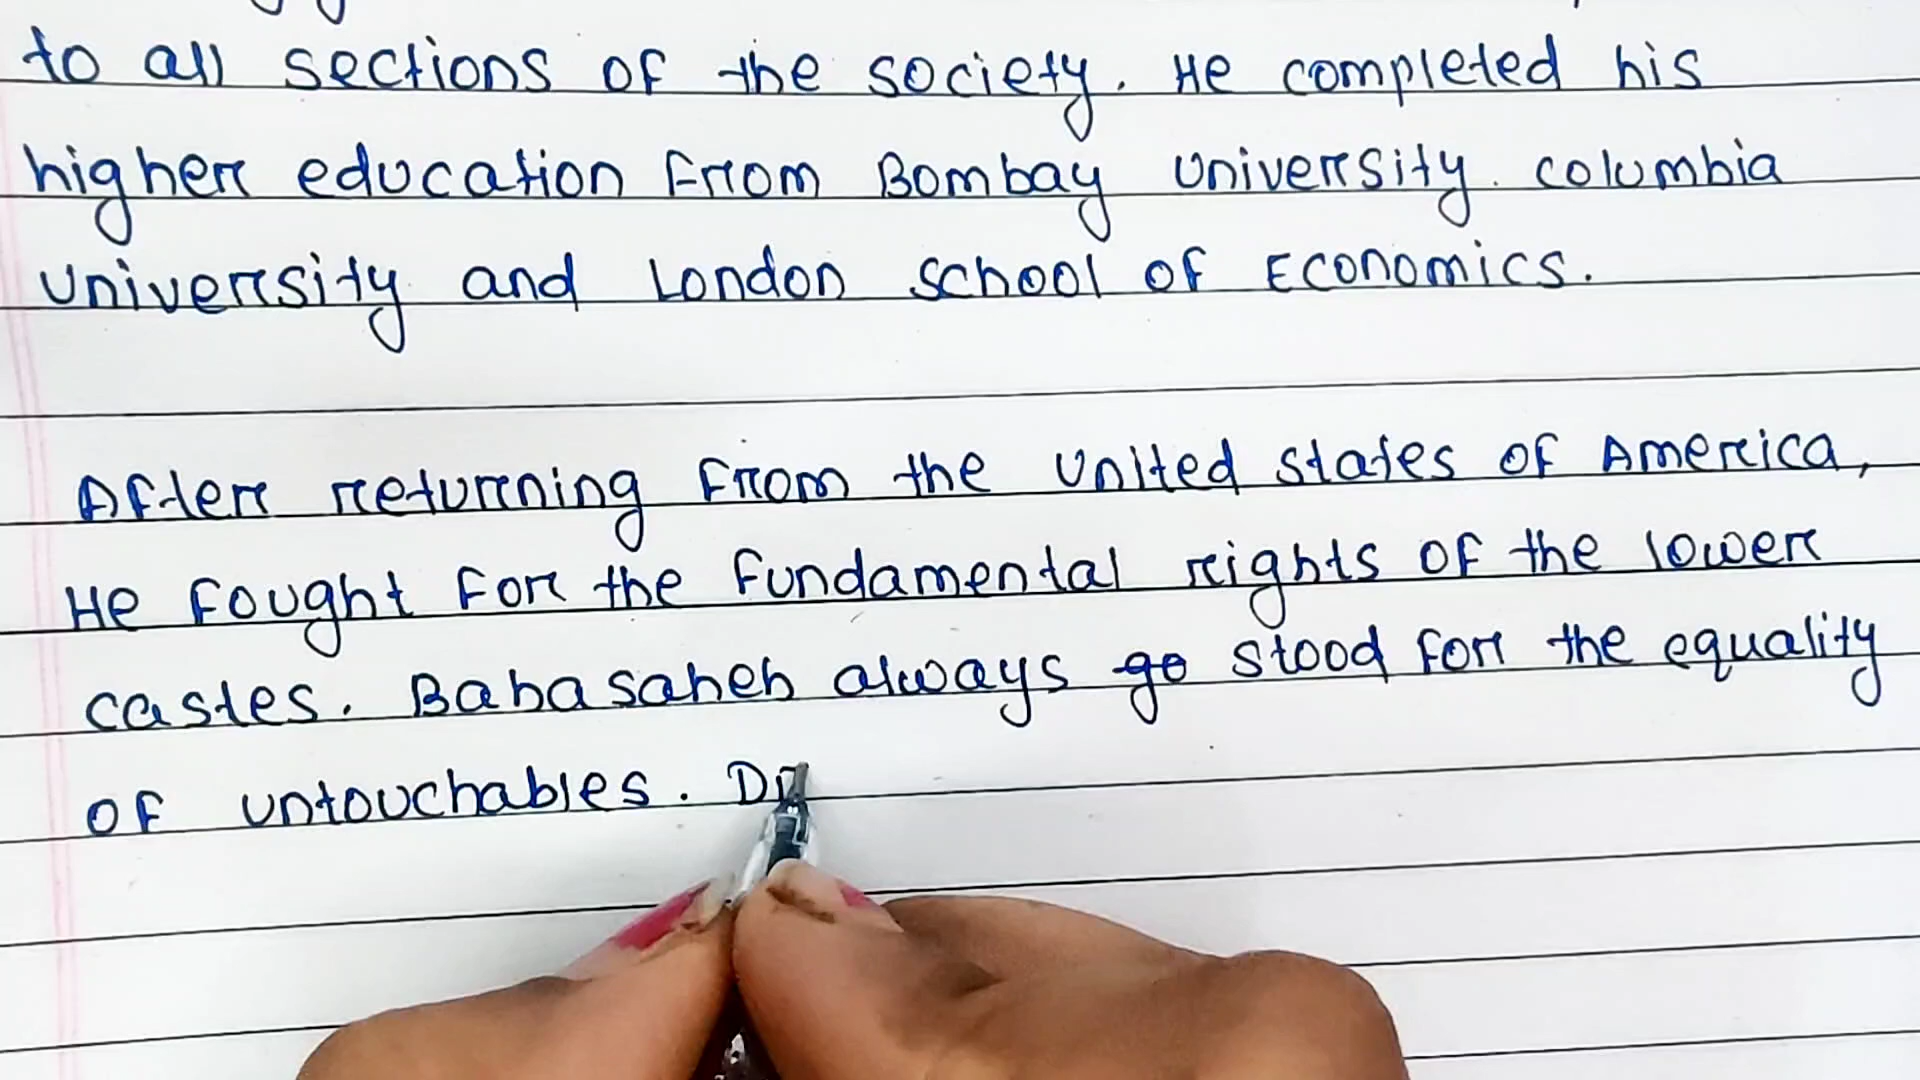 to all sections of the society. He completed his
higher education from Bombay University. columbia
University and London School of Economics.
After returning from the United States of America,
He fought for the fundamental rights of the lower
castes. Babasaheb always go stood for the equality
of untouchables. Dr